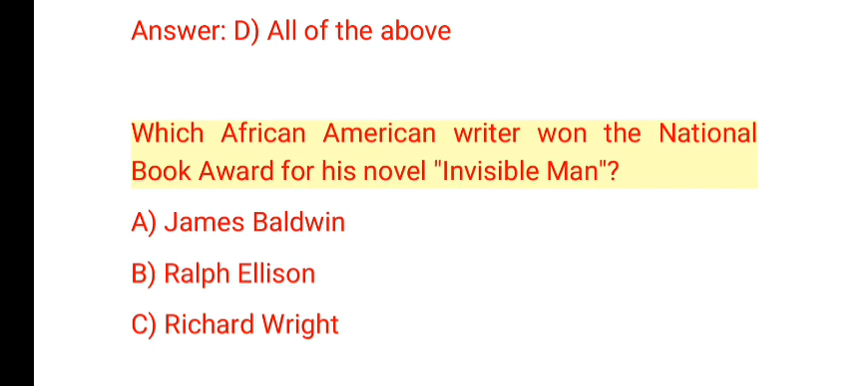 Answer: D) All of the above
Which African American writer won the National
Book Award for his novel "Invisible Man"?
A) James Baldwin
B) Ralph Ellison
C) Richard Wright